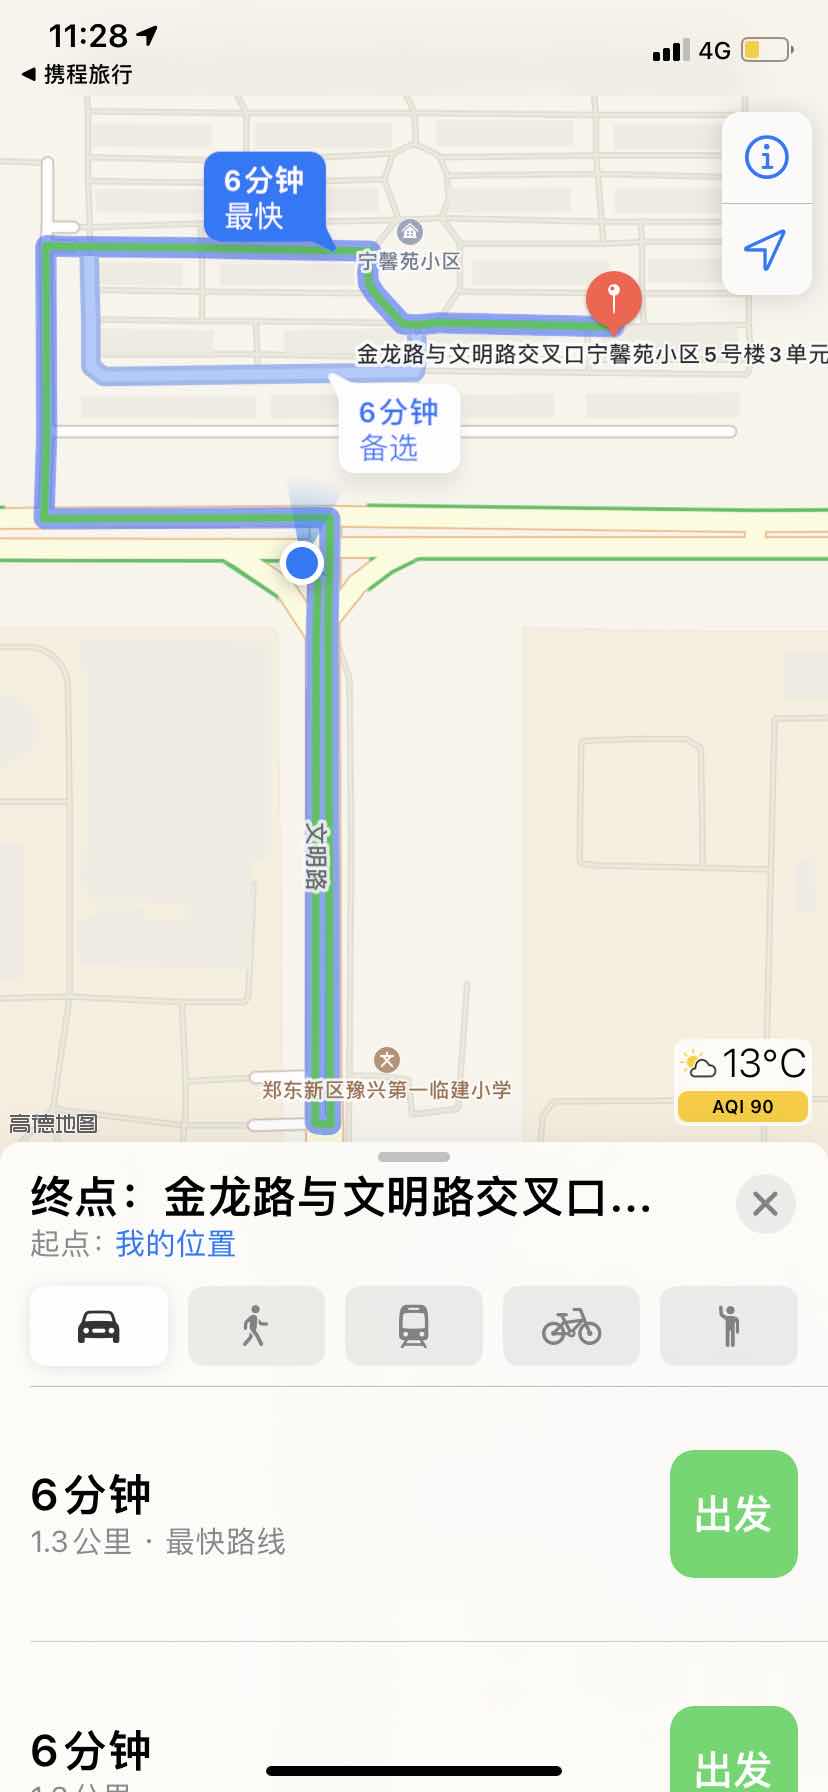 11:28
4G
携程旅行
6分钟
最快
宁馨苑小区
金龙路与文明路交叉口宁馨苑小区5号楼3单元
6分钟
备选
文明路
郑东新区豫兴第一临建小学
13°C
AQI 90
高德地图
终点：金龙路与文明路交叉口...
起点：我的位置
6分钟
1.3公里 · 最快路线
出发
6分钟
出发